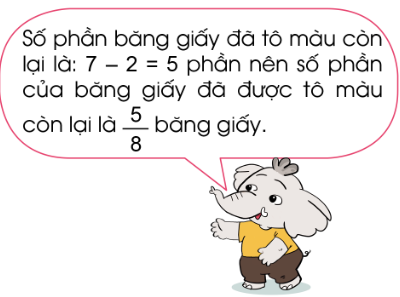 Số phần băng giấy đã tô màu còn
lại là: 7 – 2 = 5 phần nên số phần
của băng giấy đã được tô màu
còn lại là 5/8 băng giấy.